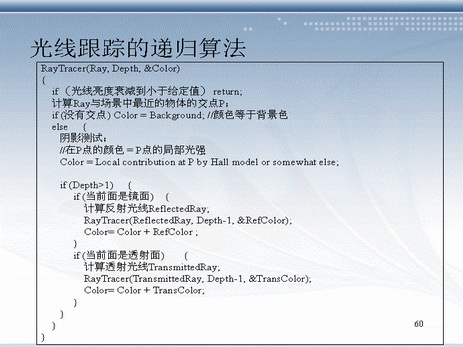 光线跟踪的递归算法
RayTracer(Ray, Depth, &Color)
{
if（光线亮度衰减到小于给定值）return;
计算Ray与场景中最近的物体的交点P；
if (没有交点) Color = Background; //颜色等于背景色
else {
阴影测试；
//在P点的颜色＝P点的局部光强
Color = Local contribution at P by Hall model or somewhat else;
if (Depth>1) {
if (当前面是镜面) {
计算反射光线ReflectedRay;
RayTracer(ReflectedRay, Depth-1, &RefColor);
Color= Color + RefColor ;
}
if (当前面是透射面) {
计算透射光线TransmittedRay;
RayTracer(TransmittedRay, Depth-1, &TransColor);
Color= Color + TransColor;
}
}
}
}
60